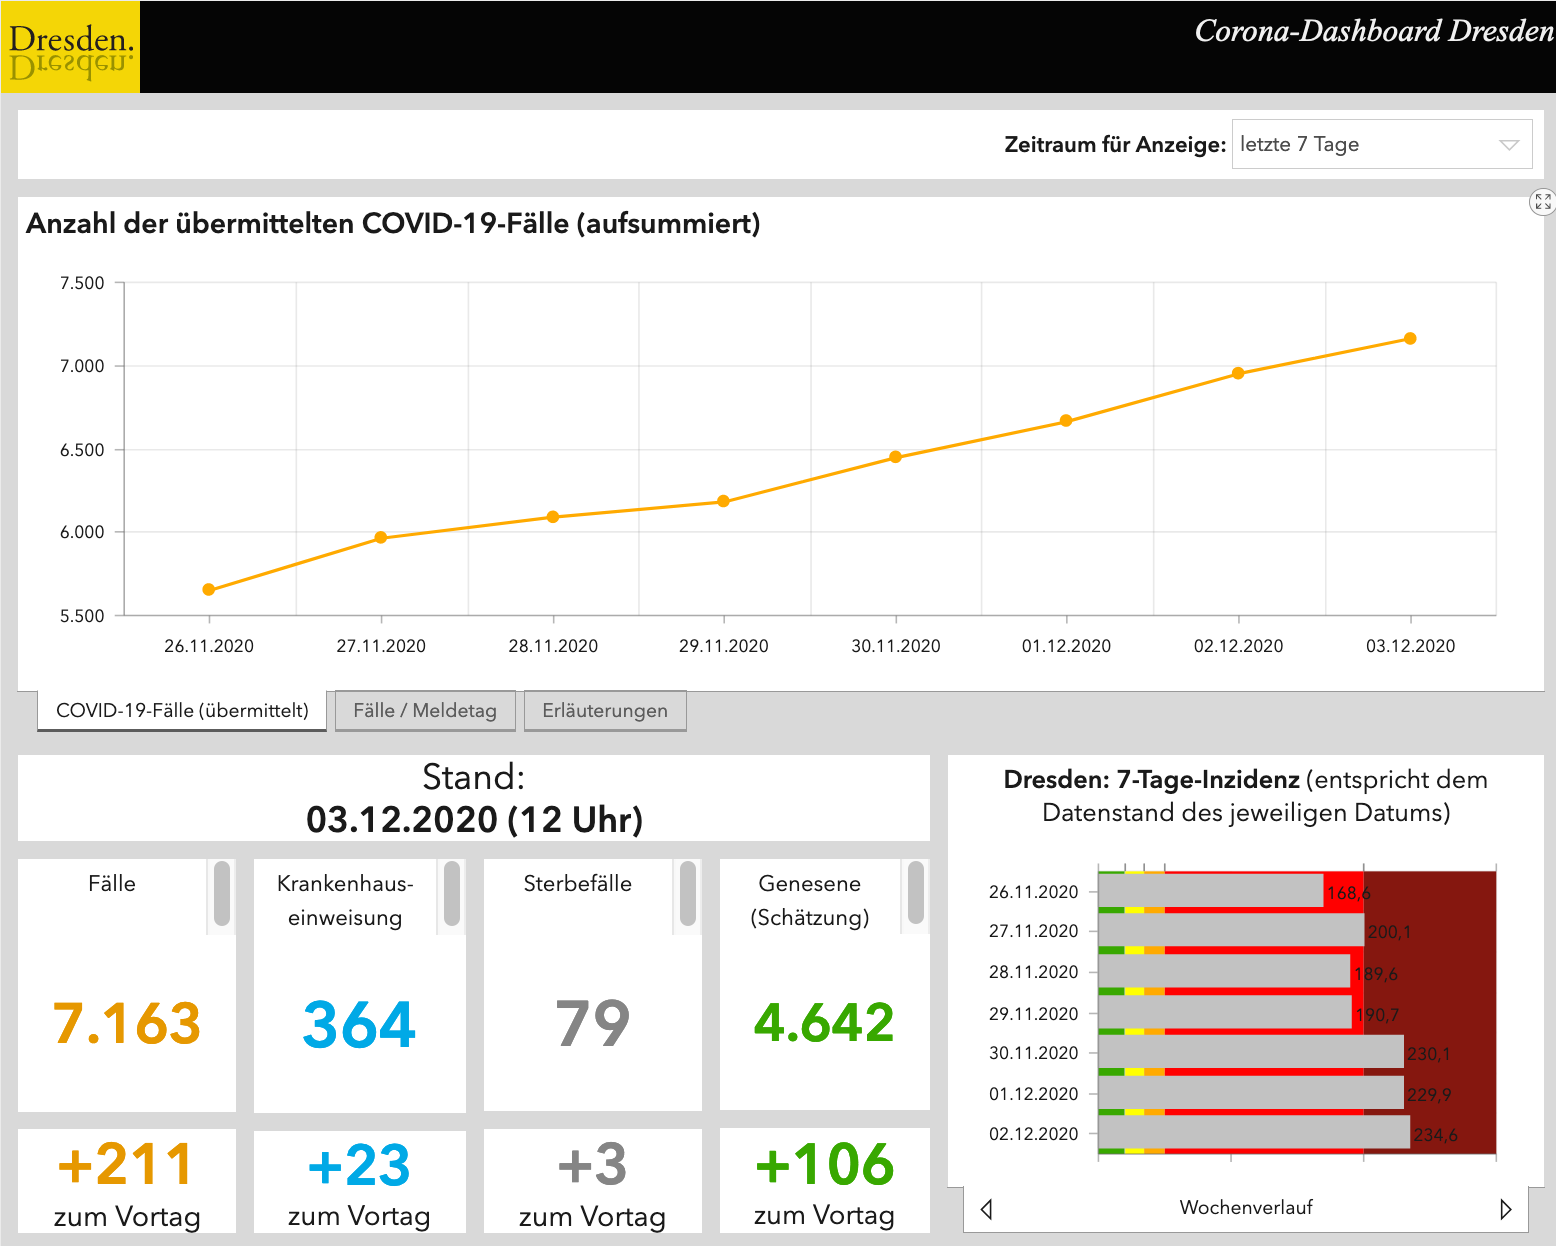 Dresden.
Dresden.
Corona-Dashboard Dresden
Zeitraum für Anzeige: letzte 7 Tage
Anzahl der übermittelten COVID-19-Fälle (aufsummiert)
7.500
7.000
6.500
6.000
5.500
26.11.2020 27.11.2020 28.11.2020 29.11.2020 30.11.2020 01.12.2020 02.12.2020 03.12.2020
COVID-19-Fälle (übermittelt) Fälle / Meldetag Erläuterungen
Stand:
03.12.2020 (12 Uhr)
Fälle
7.163
+211
zum Vortag
Krankenhaus-
einweisung
364
+23
zum Vortag
Sterbefälle
79
+3
zum Vortag
Genesene
(Schätzung)
4.642
+106
zum Vortag
Dresden: 7-Tage-Inzidenz (entspricht dem
Datenstand des jeweiligen Datums)
26.11.2020 168,6
27.11.2020 200,1
28.11.2020 189,6
29.11.2020 190,7
30.11.2020 230,1
01.12.2020 229,9
02.12.2020 234,6
Wochenverlauf